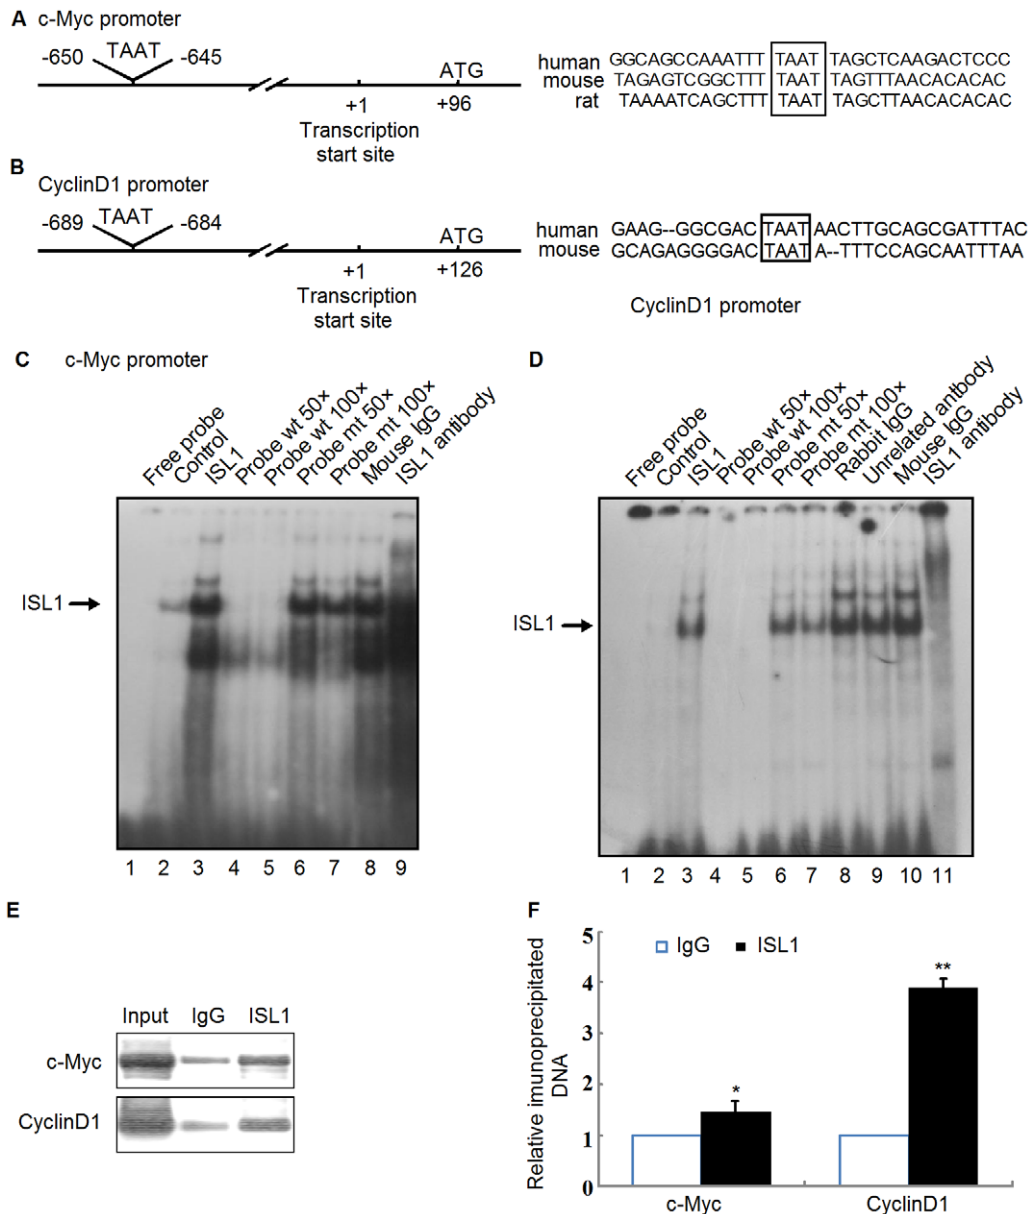 A c-Myc promoter
-650 TAAT -645
ATG
+1 +96
Transcription
start site
human GGCAGCCAAATTT TAAT TAGCTCAAGACTCCC
mouse TAGAGTCGGCTTT TAAT TAGTTTAACACACAC
rat TAAAATCAGCTTT TAAT TAGCTTAACACACAC
B CyclinD1 promoter
-689 TAAT -684
ATG
+1 +126
Transcription
start site
human GAAG--GGCGAC TAAT AACTTGCAGCGATTTAC
mouse GCAGAGGGGAC TAAT A--TTTCCAGCAATTTAA
C c-Myc promoter
Free probe
Control
ISL1
Probe wt 50×
Probe wt 100×
Probe mt 50×
Probe mt 100×
Mouse IgG
ISL1 antibody
ISL1
1 2 3 4 5 6 7 8 9
D CyclinD1 promoter
Free probe
Control
ISL1
Probe wt 50×
Probe wt 100×
Probe mt 50×
Probe mt 100×
Rabbit IgG
Unrelated antibody
Mouse IgG
ISL1 antibody
ISL1
1 2 3 4 5 6 7 8 9 10 11
E
Input IgG ISL1
c-Myc
CyclinD1
F
Relative imunoprecipitated
DNA
5
4
3
2
1
0
IgG ISL1
*
**
c-Myc CyclinD1